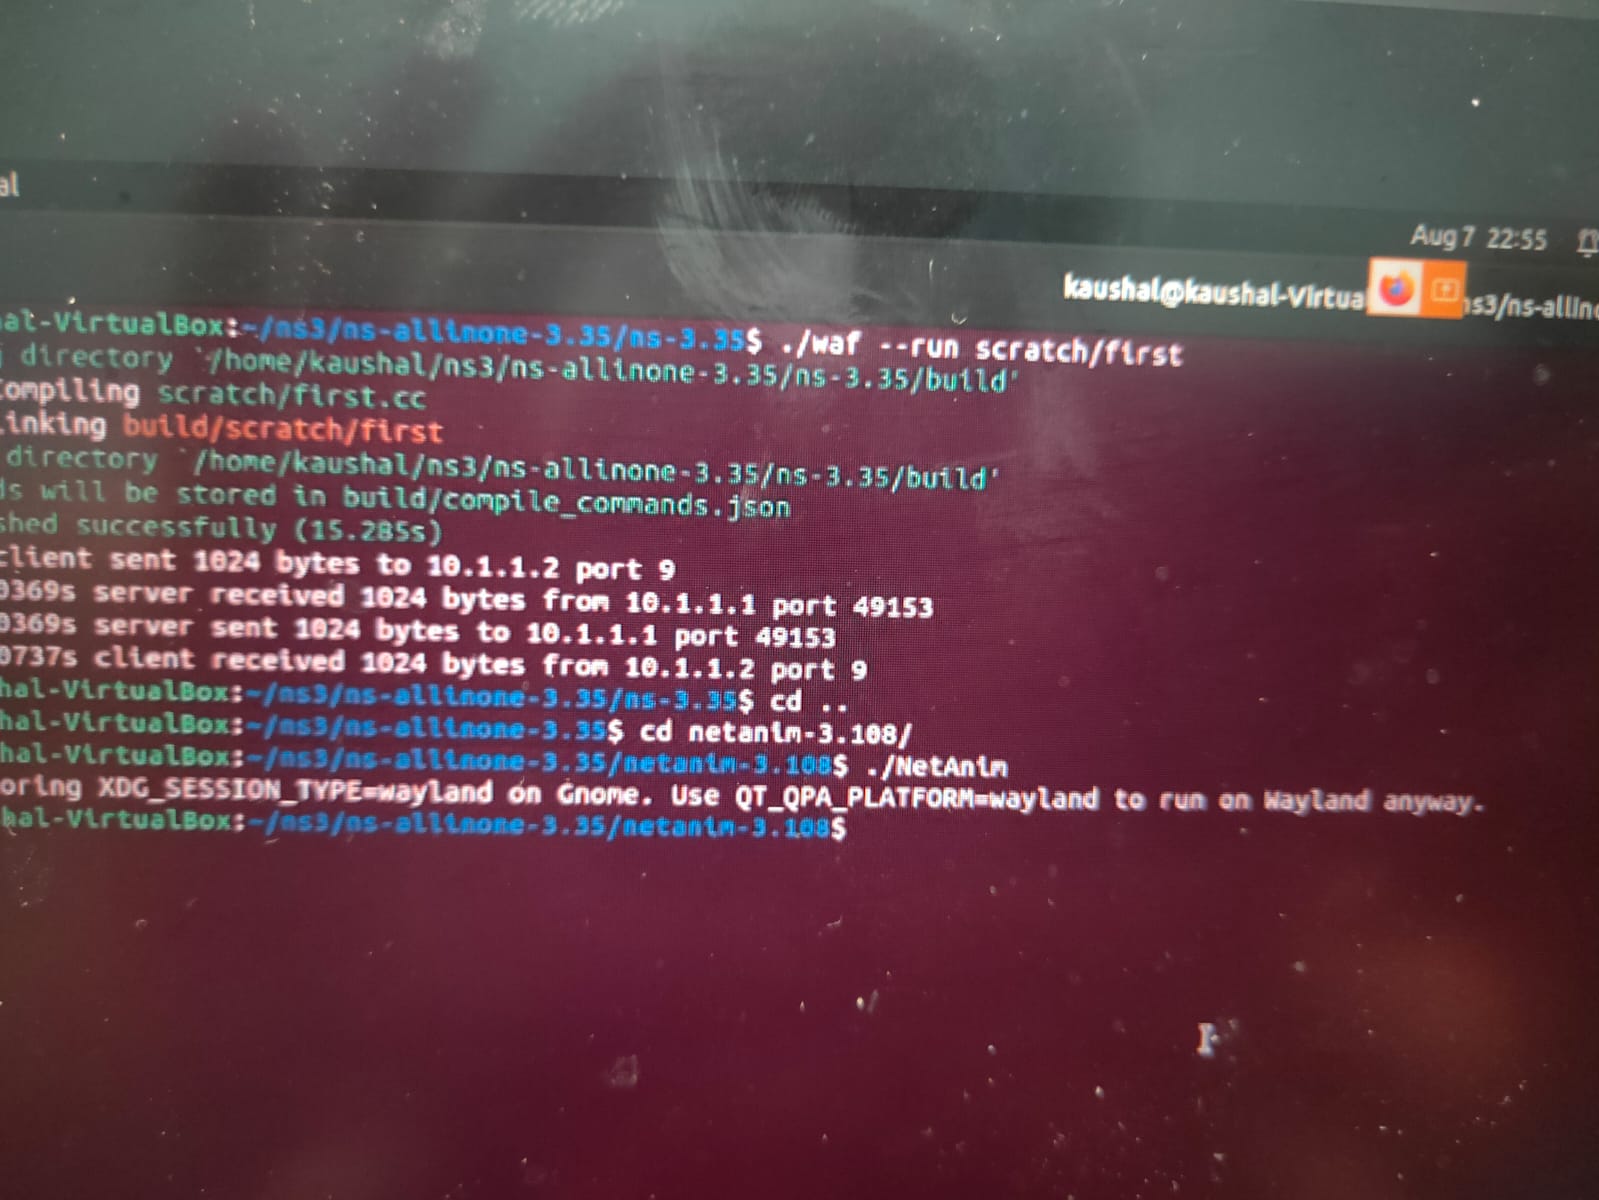 al
Aug 7 22:55
kaushal@kaushal-Virtua ns3/ns-allino
al-VirtualBox:~/ns3/ns-allinone-3.35/ns-3.35$ ./waf --run scratch/first
directory `/home/kaushal/ns3/ns-allinone-3.35/ns-3.35/build'
Compiling scratch/first.cc
inking build/scratch/first
directory `/home/kaushal/ns3/ns-allinone-3.35/ns-3.35/build'
ds will be stored in build/compile_commands.json
shed successfully (15.285s)
client sent 1024 bytes to 10.1.1.2 port 9
0369s server received 1024 bytes from 10.1.1.1 port 49153
0369s server sent 1024 bytes to 10.1.1.1 port 49153
0737s client received 1024 bytes from 10.1.1.2 port 9
hal-VirtualBox:~/ns3/ns-allinone-3.35/ns-3.35$ cd ..
hal-VirtualBox:~/ns3/ns-allinone-3.35$ cd netanim-3.108/
hal-VirtualBox:~/ns3/ns-allinone-3.35/netanim-3.108$ ./NetAnim
oring XDG_SESSION_TYPE=wayland on Gnome. Use QT_QPA_PLATFORM=wayland to run on Wayland anyway.
hal-VirtualBox:~/ns3/ns-allinone-3.35/netanim-3.108$